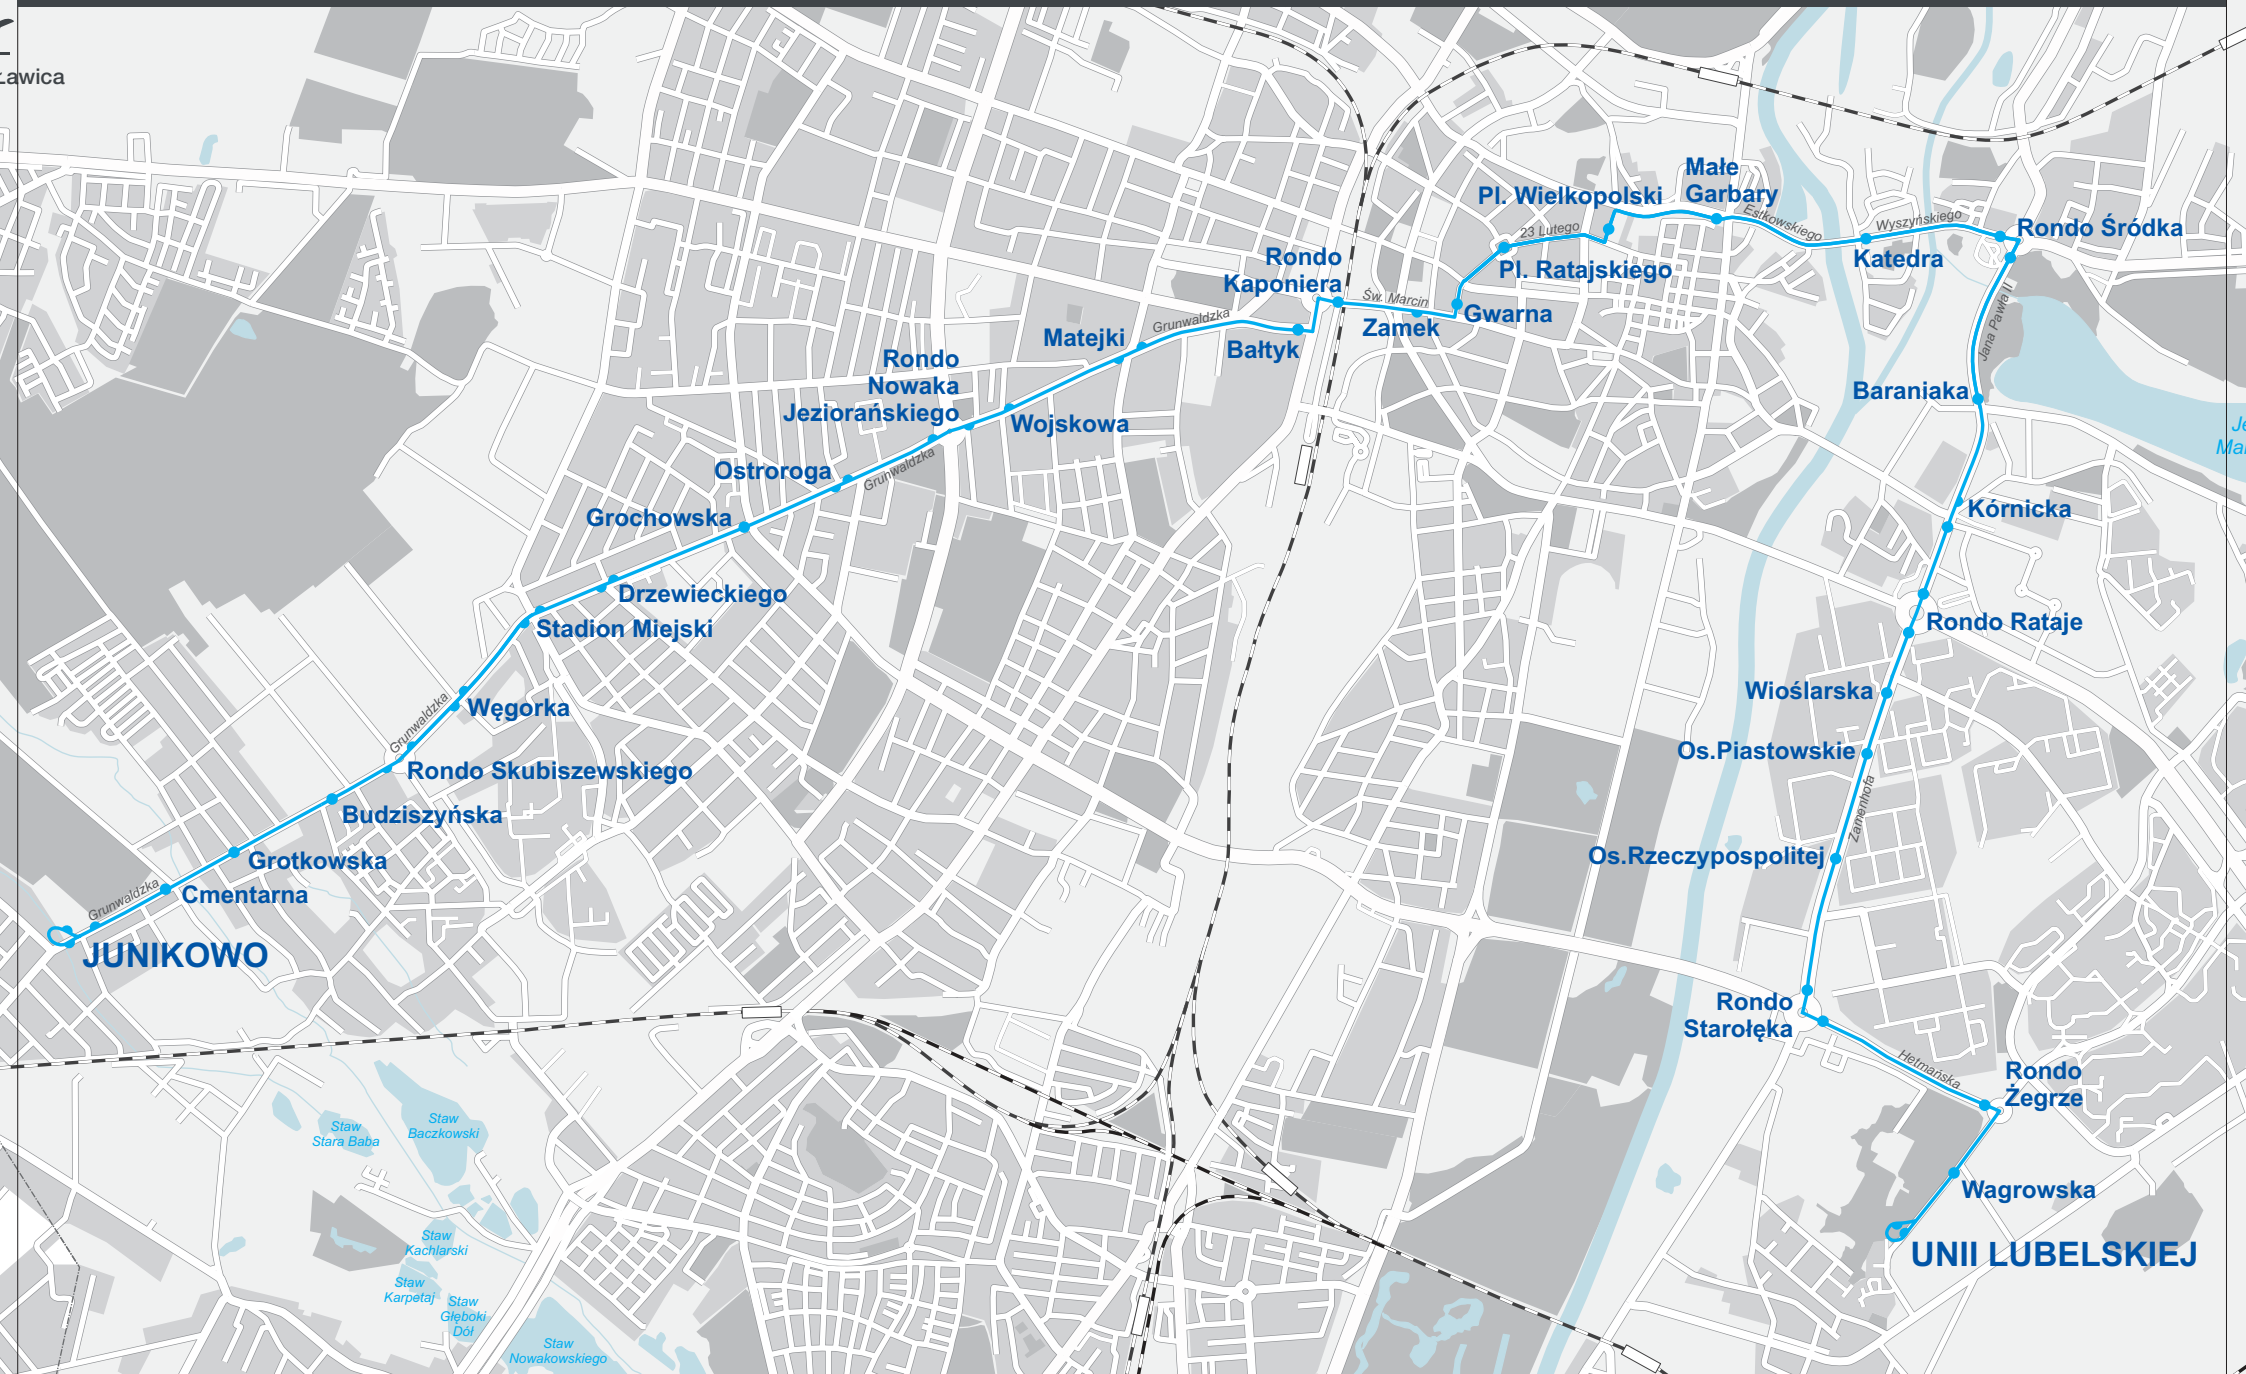 Ławica
Małe
Garbary
Pl. Wielkopolski
Estkowskiego
Wyszyńskiego
Rondo Śródka
23 Lutego
Katedra
Rondo
Kaponiera
Pl. Ratajskiego
Św. Marcin
Gwarna
Zamek
Jana Pawła II
Grunwaldzka
Matejki
Bałtyk
Rondo
Nowaka
Jeziorańskiego
Baraniaka
Wojskowa
Grunwaldzka
Ostroroga
Kórnicka
Grochowska
Drzewieckiego
Stadion Miejski
Rondo Rataje
Wioślarska
Węgorka
Grunwaldzka
Os.Piastowskie
Rondo Skubiszewskiego
Zamenhofa
Budziszyńska
Os.Rzeczypospolitej
Grotkowska
Cmentarna
Grunwaldzka
JUNIKOWO
Rondo
Starołęka
Hetmańska
Rondo
Żegrze
Staw
Stara Baba
Staw
Baczkowski
Wagrowska
Staw
Kachlarski
UNII LUBELSKIEJ
Staw
Karpetaj
Staw
Głęboki
Dół
Staw
Nowakowskiego